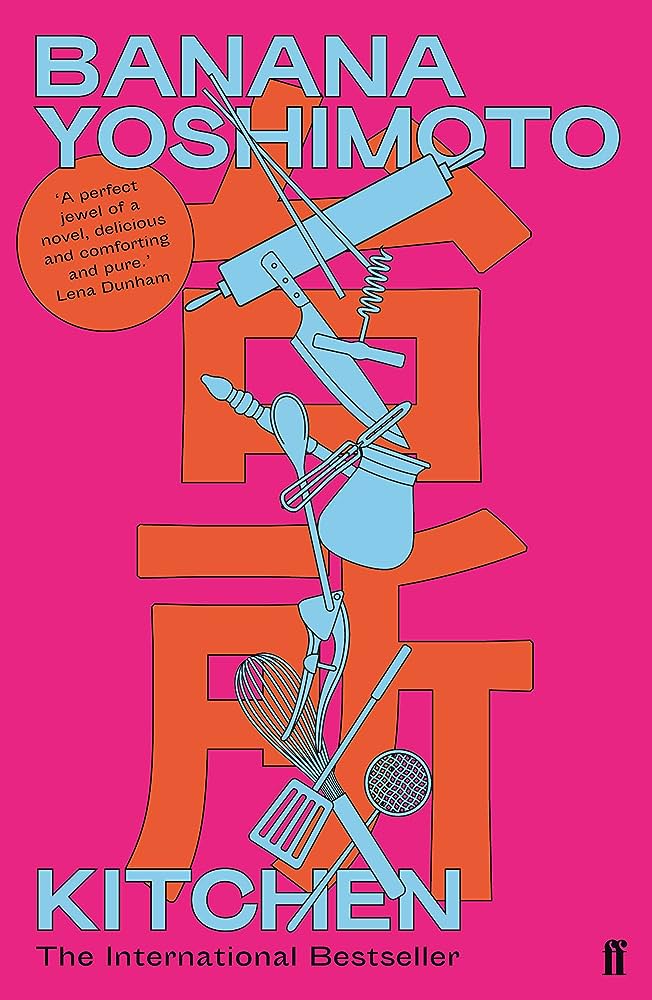 BANANA
YOSHIMOTO
‘A perfect
jewel of a
novel, delicious
and comforting
and pure.’
Lena Dunham
台
所
KITCHEN
The International Bestseller
ff